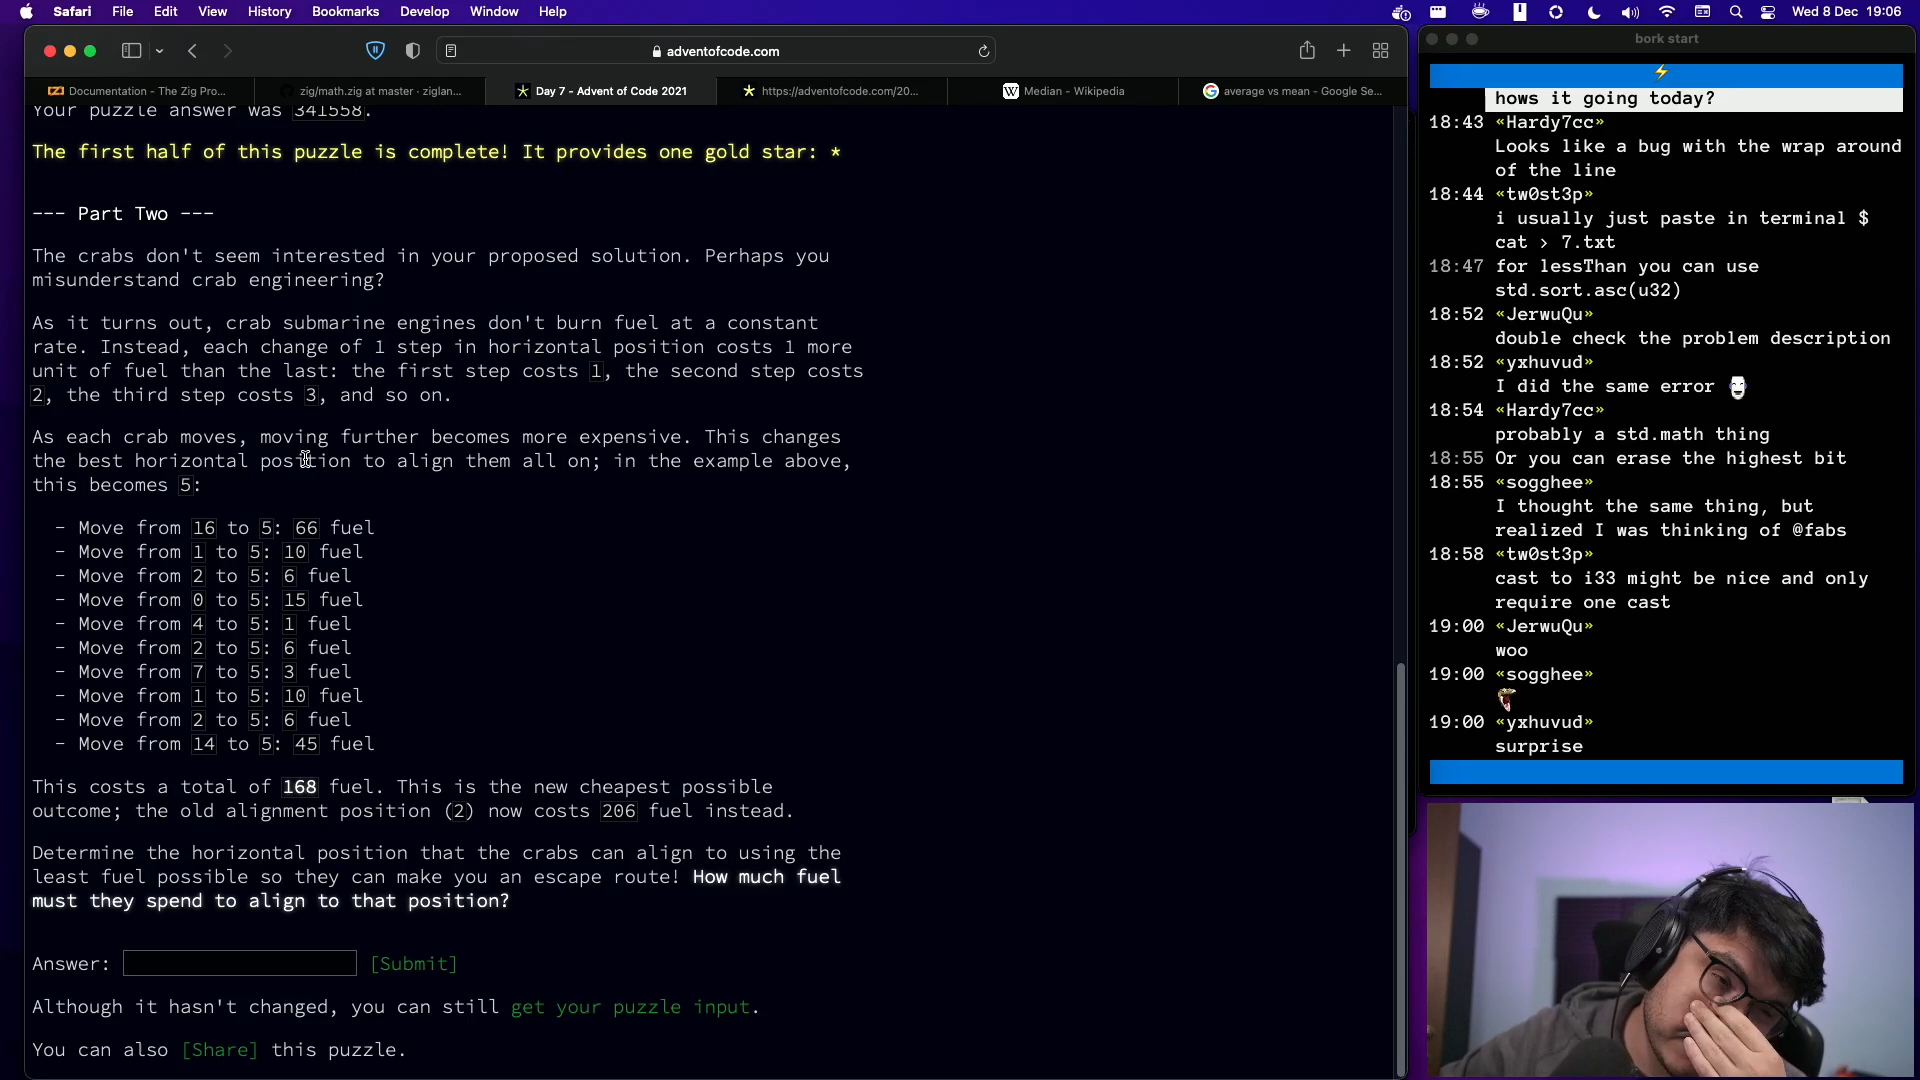 Safari File Edit View History Bookmarks Develop Window Help
Wed 8 Dec 19:06
adventofcode.com
Documentation - The Zig Pro...
zig/math.zig at master · ziglan...
Day 7 - Advent of Code 2021
https://adventofcode.com/20...
Median - Wikipedia
average vs mean - Google Se...
Your puzzle answer was 341558.
The first half of this puzzle is complete! It provides one gold star: *
--- Part Two ---
The crabs don't seem interested in your proposed solution. Perhaps you
misunderstand crab engineering?
As it turns out, crab submarine engines don't burn fuel at a constant
rate. Instead, each change of 1 step in horizontal position costs 1 more
unit of fuel than the last: the first step costs 1, the second step costs
2, the third step costs 3, and so on.
As each crab moves, moving further becomes more expensive. This changes
the best horizontal position to align them all on; in the example above,
this becomes 5:
- Move from 16 to 5: 66 fuel
- Move from 1 to 5: 10 fuel
- Move from 2 to 5: 6 fuel
- Move from 0 to 5: 15 fuel
- Move from 4 to 5: 1 fuel
- Move from 2 to 5: 6 fuel
- Move from 7 to 5: 3 fuel
- Move from 1 to 5: 10 fuel
- Move from 2 to 5: 6 fuel
- Move from 14 to 5: 45 fuel
This costs a total of 168 fuel. This is the new cheapest possible
outcome; the old alignment position (2) now costs 206 fuel instead.
Determine the horizontal position that the crabs can align to using the
least fuel possible so they can make you an escape route! How much fuel
must they spend to align to that position?
Answer: [Submit]
Although it hasn't changed, you can still get your puzzle input.
You can also [Share] this puzzle.
bork start
hows it going today?
18:43 «Hardy7cc»
Looks like a bug with the wrap around
of the line
18:44 «tw0st3p»
i usually just paste in terminal $
cat > 7.txt
18:47 for lessThan you can use
std.sort.asc(u32)
18:52 «JerwuQu»
double check the problem description
18:52 «yxhuvud»
I did the same error
18:54 «Hardy7cc»
probably a std.math thing
18:55 Or you can erase the highest bit
18:55 «sogghee»
I thought the same thing, but
realized I was thinking of @fabs
18:58 «tw0st3p»
cast to i33 might be nice and only
require one cast
19:00 «JerwuQu»
woo
19:00 «sogghee»
19:00 «yxhuvud»
surprise